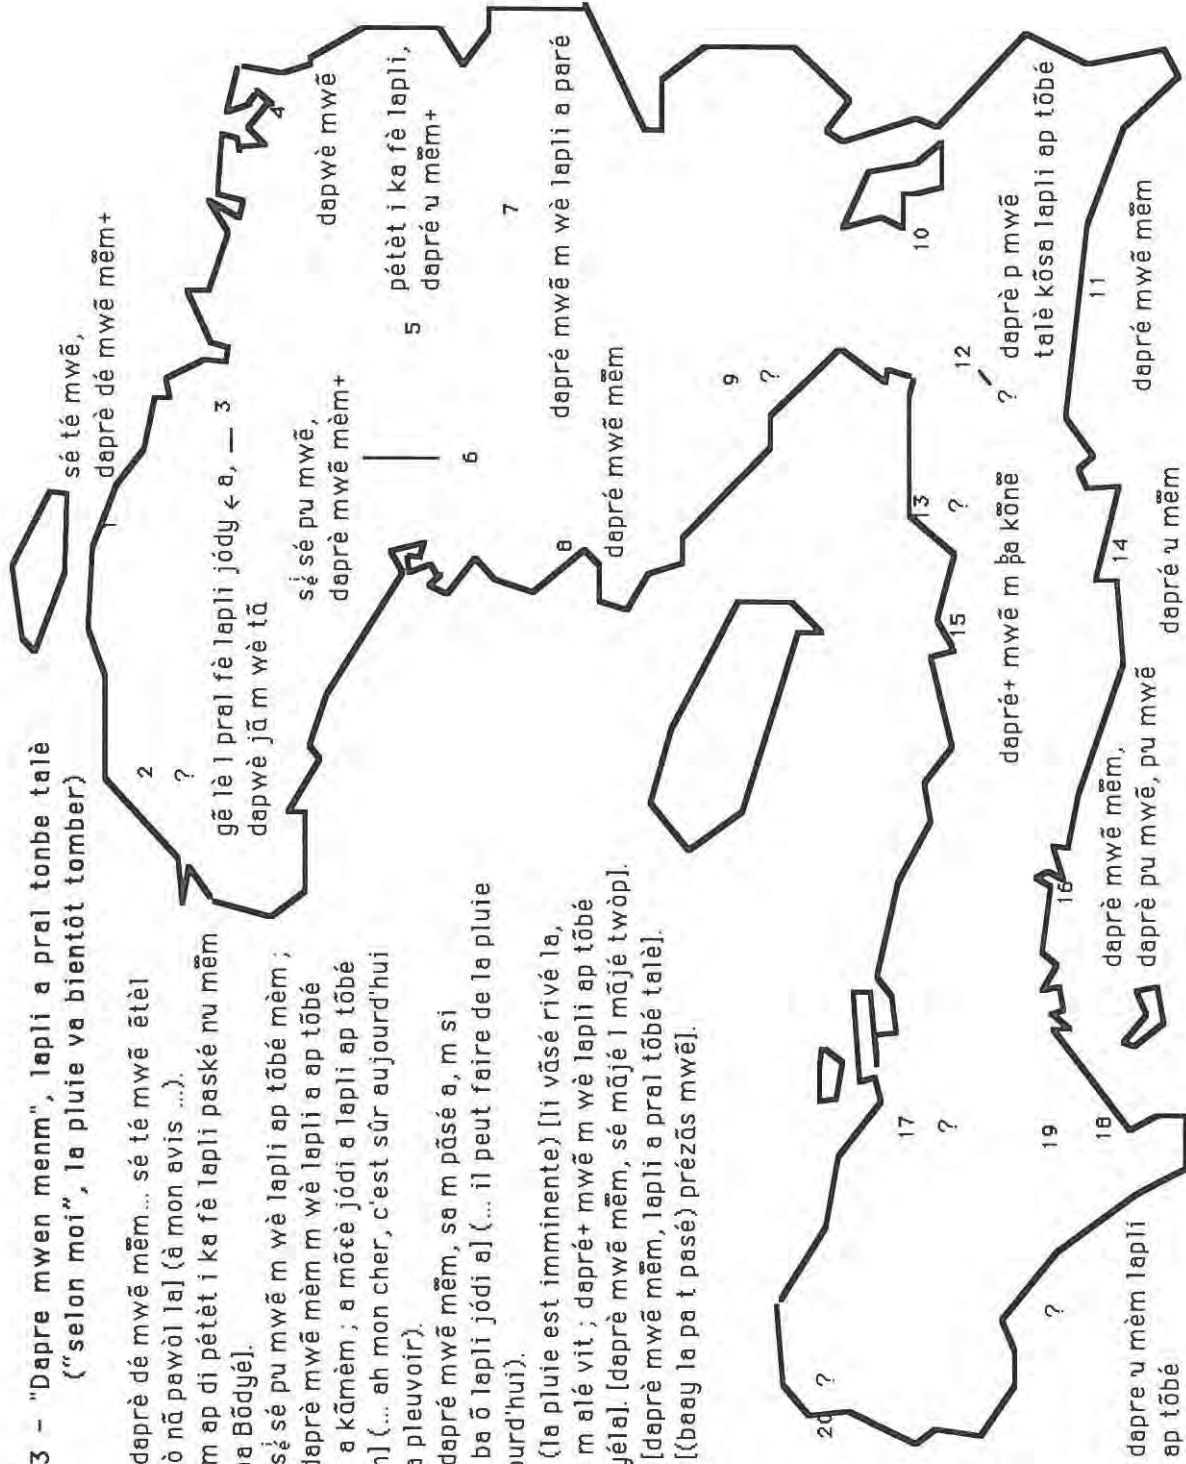 3 - "Dapre mwen menm", lapli a pral tonbe talè
("selon moi", la pluie va bientôt tomber)
daprè dé mwẽ mẽm... sé té mwẽ ẽtèl
ò nã pawòl la] (à mon avis ...).
m ap di pétèt i ka fè lapli paské nu mẽm
a Bõdyé].
sé pu mwẽ m wè lapli ap tõbé mèm ;
daprè mwẽ mèm m wè lapli a ap tõbé
a kãmèm ; a mõcè jódi a lapli ap tõbé
n] (... ah mon cher, c'est sûr aujourd'hui
a pleuvoir).
dapré mwẽ mẽm, sa m pãsé a, m si
ba õ lapli jódi a] (... il peut faire de la pluie
ourd'hui).
(la pluie est imminente) [li vãsé rivé la,
m alé vit ; dapré+ mwẽ m wè lapli ap tõbé
yéla]. [daprè mwẽ mẽm, sé mãjé l mãjé twòp].
[daprè mwẽ mẽm, lapli a pral tõbé talè].
[(baay la pa t pasé) prézãs mwẽ].
sé té mwẽ,
daprè dé mwẽ mẽm+
1
2
?
gẽ lè l pral fè lapli jódy ← a, — 3
dapwè jã m wè tã
4
dapwè mwẽ
sé pu mwẽ,
daprè mwẽ mèm+
6
5 pétèt i ka fè lapli,
dapré u mẽm+
7
dapré mwẽ m wè lapli a paré
8
dapré mwẽ mẽm
9
?
10
12
?
daprè p mwẽ
talè kõsa lapli ap tõbé
11
dapré mwẽ mẽm
13
?
15
dapré+ mwẽ m pa kõnẽ
14
dapré u mẽm
16
daprè mwẽ mẽm,
daprè pu mwẽ, pu mwẽ
17
?
19
18
?
20 ?
dapre u mèm lapli
ap tõbé